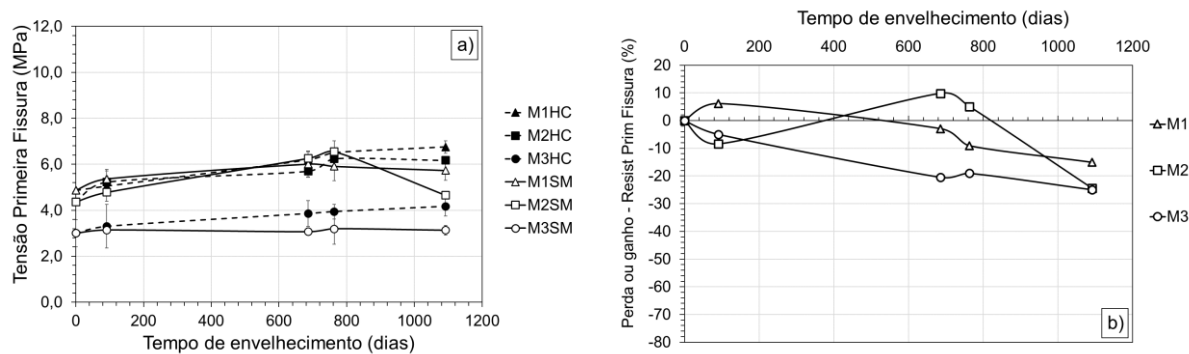 Tensão Primeira Fissura (MPa)
12,0
10,0
8,0
6,0
4,0
2,0
0,0
0 200 400 600 800 1000 1200
Tempo de envelhecimento (dias)
a)
M1HC
M2HC
M3HC
M1SM
M2SM
M3SM
Tempo de envelhecimento (dias)
0 200 400 600 800 1000 1200
Perda ou ganho - Resist Prim Fissura (%)
20
10
0
-10
-20
-30
-40
-50
-60
-70
-80
b)
M1
M2
M3